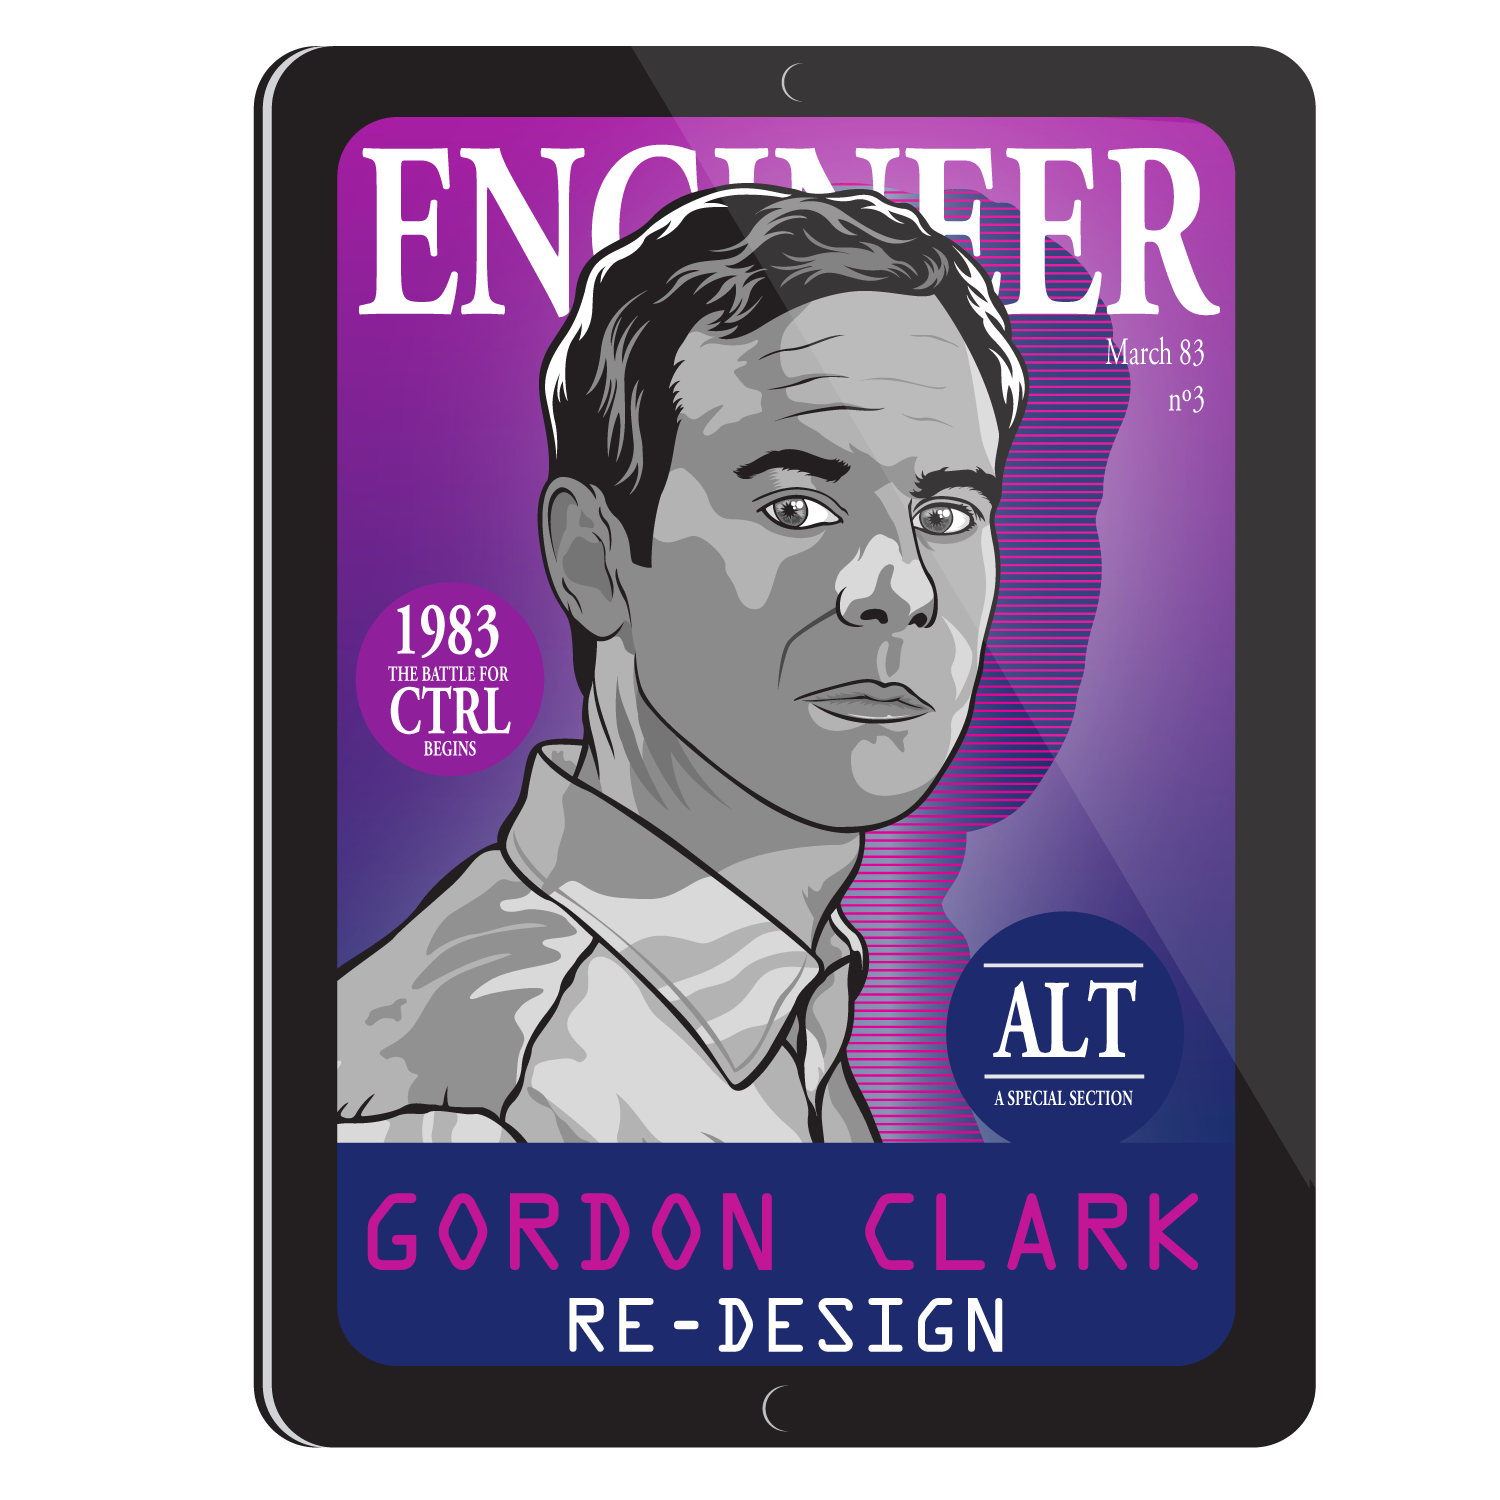 ENGINEER
March 83
nº3
1983
THE BATTLE FOR
CTRL
BEGINS
ALT
A SPECIAL SECTION
GORDON CLARK
RE-DESIGN